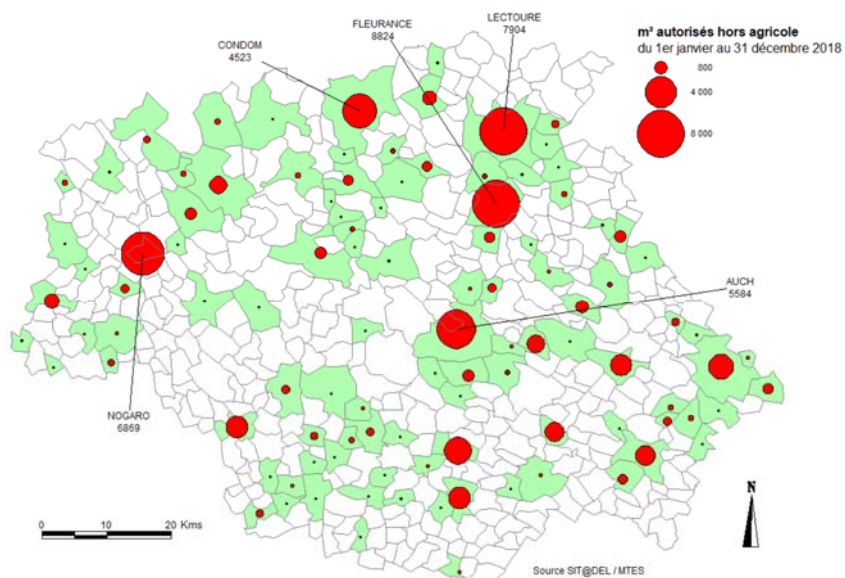 LECTOURE
7904
FLEURANCE
8824
CONDOM
4523
m² autorisés hors agricole
du 1er janvier au 31 décembre 2018
800
4 000
8 000
AUCH
5584
NOGARO
6869
N
0 10 20 Kms
Source SIT@DEL / MTES